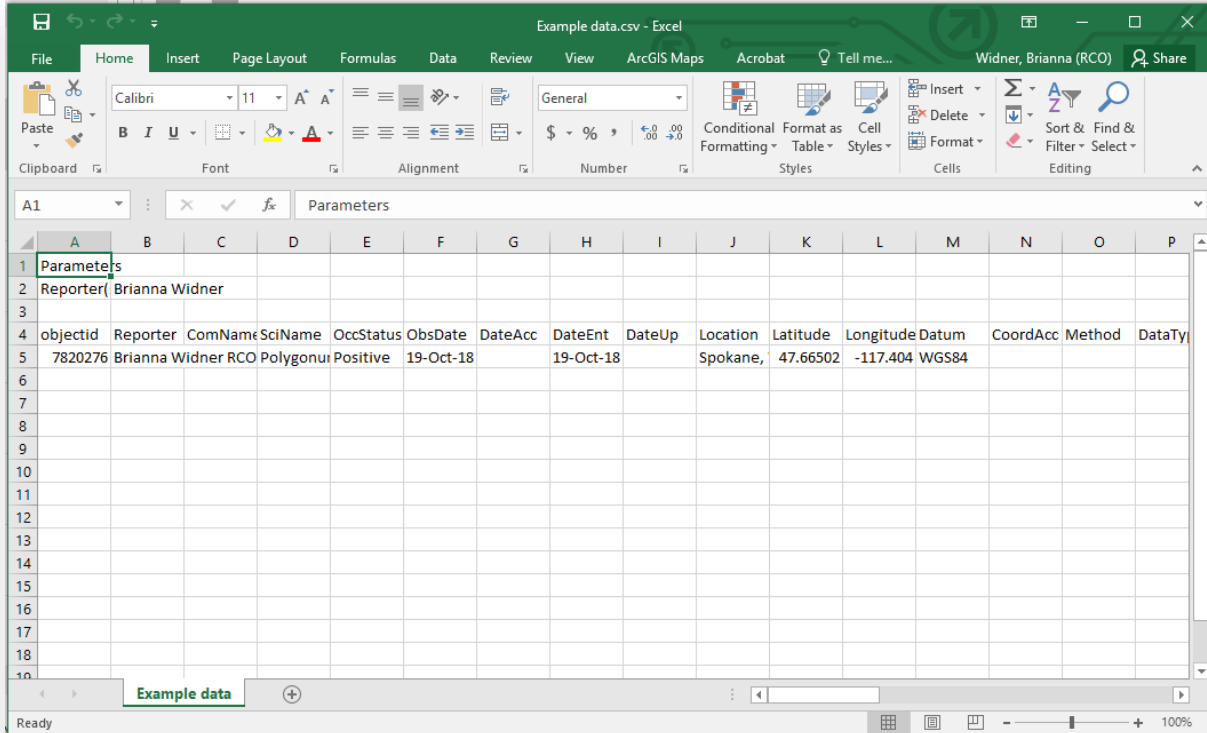 Example data.csv - Excel
File Home Insert Page Layout Formulas Data Review View ArcGIS Maps Acrobat Tell me... Widner, Brianna (RCO) Share
Paste
Calibri 11 A A
B I U A
General
$ % , .0 .00 .00 .0
Conditional Formatting
Format as Table
Cell Styles
Insert
Delete
Format
Σ
A Z
Sort & Filter
Find & Select
Clipboard Font Alignment Number Styles Cells Editing
A1 fx Parameters
A B C D E F G H I J K L M N O P
1 Parameters
2 Reporter( Brianna Widner
3
4 objectid Reporter ComName SciName OccStatus ObsDate DateAcc DateEnt DateUp Location Latitude Longitude Datum CoordAcc Method DataTy
5 7820276 Brianna Widner RCO Polygonu Positive 19-Oct-18 19-Oct-18 Spokane, 47.66502 -117.404 WGS84
6
7
8
9
10
11
12
13
14
15
16
17
18
19
Example data
Ready 100%